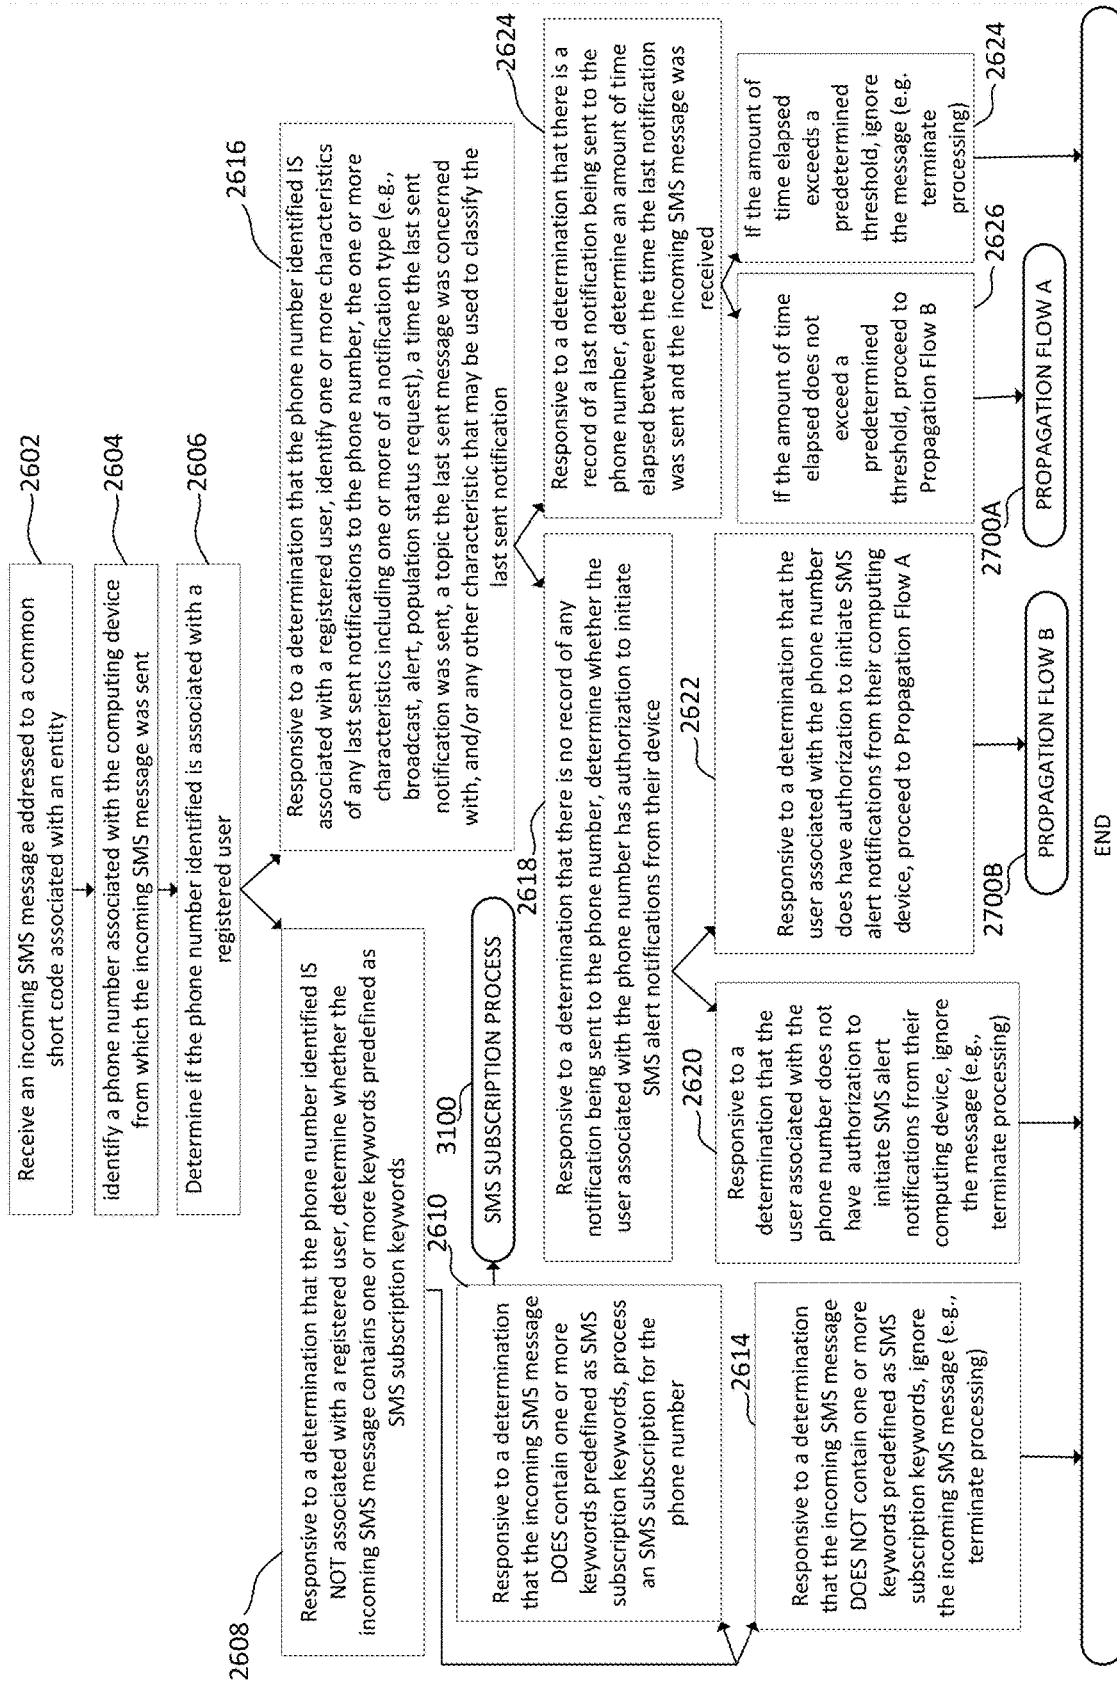 Receive an incoming SMS message addressed to a common
short code associated with an entity
2602
identify a phone number associated with the computing device
from which the incoming SMS message was sent
2604
Determine if the phone number identified is associated with a
registered user
2606
2608
Responsive to a determination that the phone number identified IS
NOT associated with a registered user, determine whether the
incoming SMS message contains one or more keywords predefined as
SMS subscription keywords
Responsive to a determination that the phone number identified IS
associated with a registered user, identify one or more characteristics
of any last sent notifications to the phone number, the one or more
characteristics including one or more of a notification type (e.g.,
broadcast, alert, population status request), a time the last sent
notification was sent, a topic the last sent message was concerned
with, and/or any other characteristic that may be used to classify the
last sent notification
2616
2610
Responsive to a determination
that the incoming SMS message
DOES contain one or more
keywords predefined as SMS
subscription keywords, process
an SMS subscription for the
phone number
3100
SMS SUBSCRIPTION PROCESS
2618
Responsive to a determination that there is no record of any
notification being sent to the phone number, determine whether the
user associated with the phone number has authorization to initiate
SMS alert notifications from their device
2624
Responsive to a determination that there is a
record of a last notification being sent to the
phone number, determine an amount of time
elapsed between the time the last notification
was sent and the incoming SMS message was
received
2614
Responsive to a determination
that the incoming SMS message
DOES NOT contain one or more
keywords predefined as SMS
subscription keywords, ignore
the incoming SMS message (e.g.,
terminate processing)
2620
Responsive to a
determination that the
user associated with the
phone number does not
have authorization to
initiate SMS alert
notifications from their
computing device, ignore
the message (e.g.,
terminate processing)
2622
Responsive to a determination that the
user associated with the phone number
does have authorization to initiate SMS
alert notifications from their computing
device, proceed to Propagation Flow A
If the amount of time
elapsed does not
exceed a
predetermined
threshold, proceed to
Propagation Flow B
2626
If the amount of
time elapsed
exceeds a
predetermined
threshold, ignore
the message (e.g.
terminate
processing)
2624
2700B
PROPAGATION FLOW B
2700A
PROPAGATION FLOW A
END